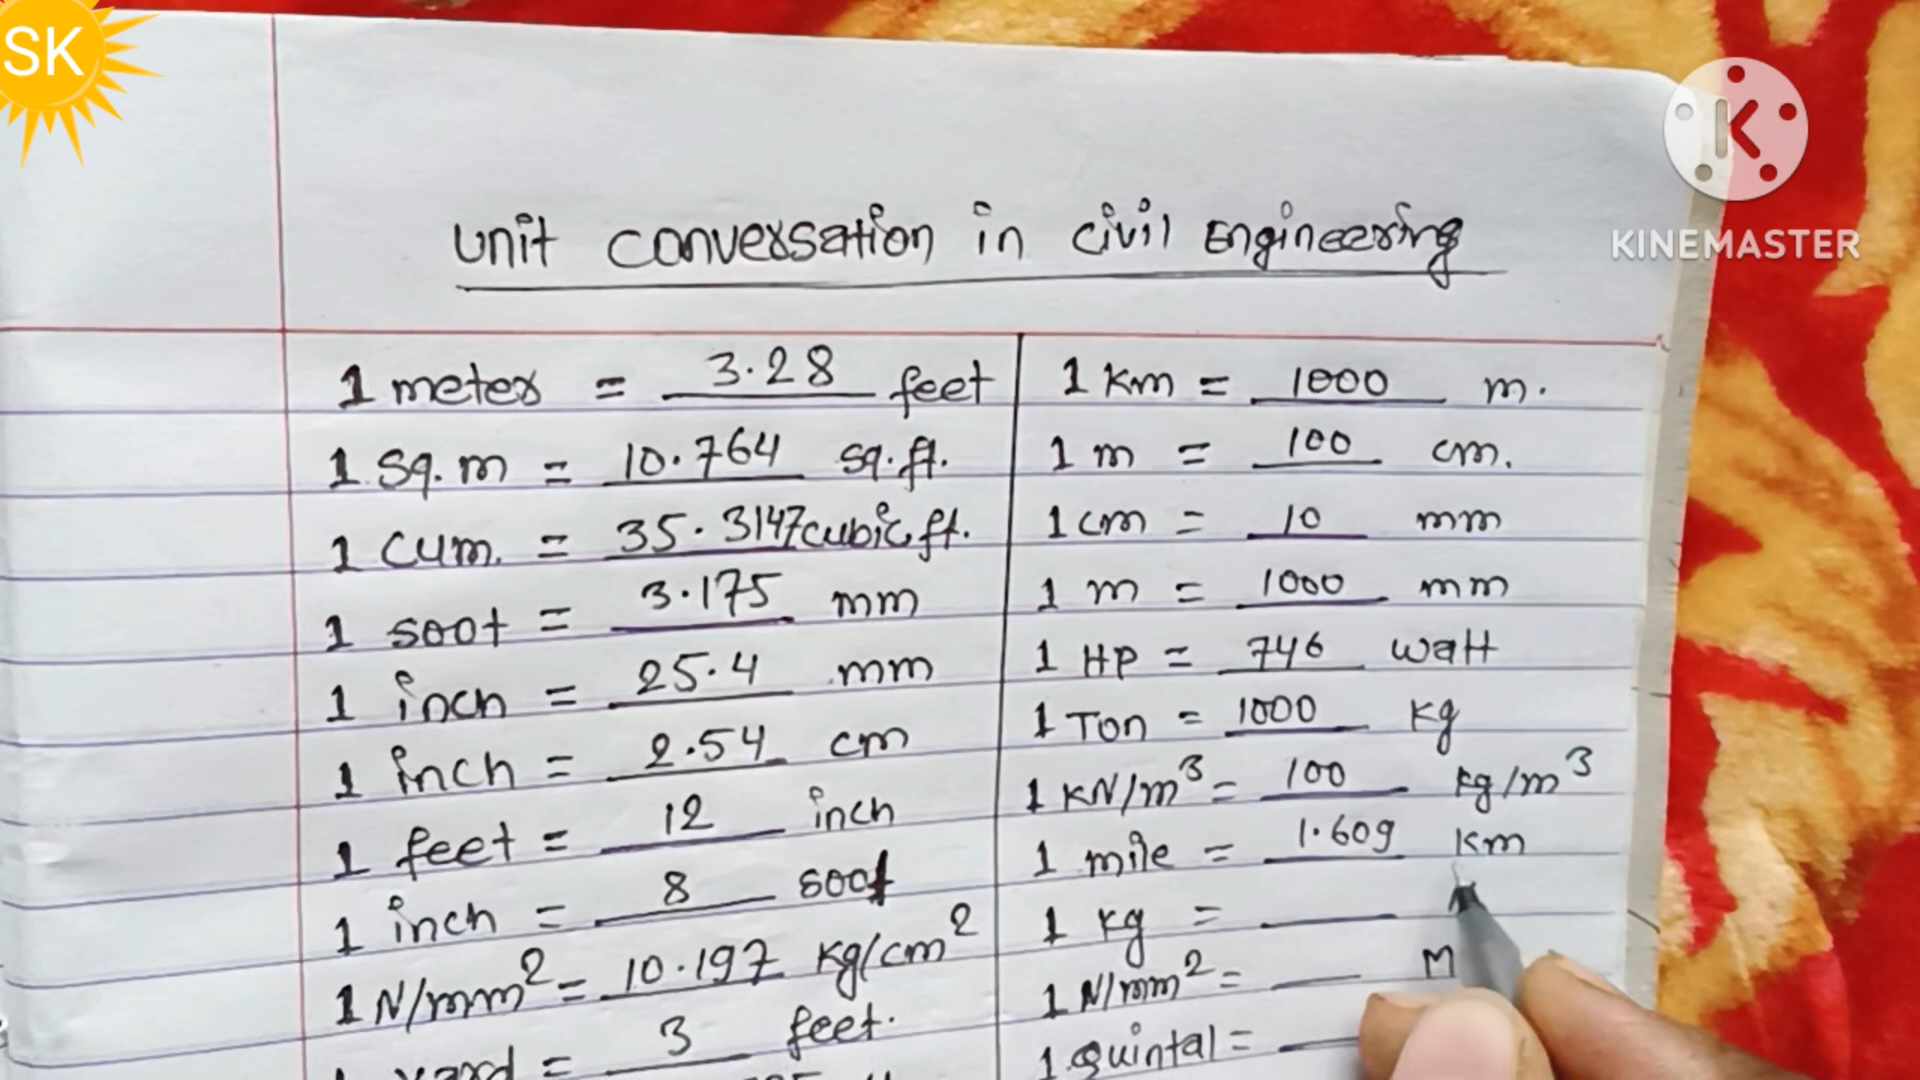 SK
KINEMASTER
Unit Conversation in Civil Engineering
1 meter = 3.28 feet
1 Sq.m = 10.764 sq.ft.
1 Cum. = 35.3147 cubic.ft.
1 soot = 3.175 mm
1 inch = 25.4 mm
1 inch = 2.54 cm
1 feet = 12 inch
1 inch = 8 soot
1 N/mm² = 10.197 kg/cm²
= 3 feet.
1 km = 1000 m.
1 m = 100 cm.
1 cm = 10 mm
1 m = 1000 mm
1 HP = 746 watt
1 Ton = 1000 kg
1 KN/m³ = 100 kg/m³
1 mile = 1.609 Km
1 kg = ___
1 N/mm² = ___ M
1 quintal = ___